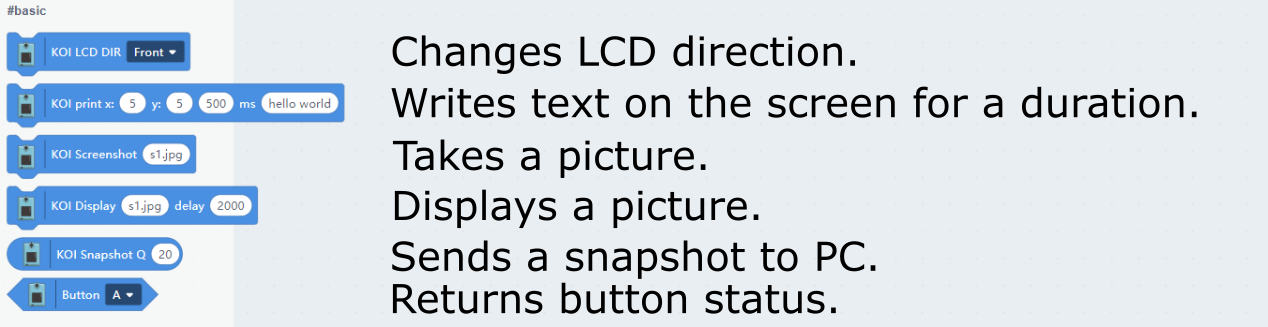 #basic
KOI LCD DIR Front Changes LCD direction.
KOI print x: 5 y: 5 500 ms hello world Writes text on the screen for a duration.
KOI Screenshot s1.jpg Takes a picture.
KOI Display s1.jpg delay 2000 Displays a picture.
KOI Snapshot Q 20 Sends a snapshot to PC.
Button A Returns button status.